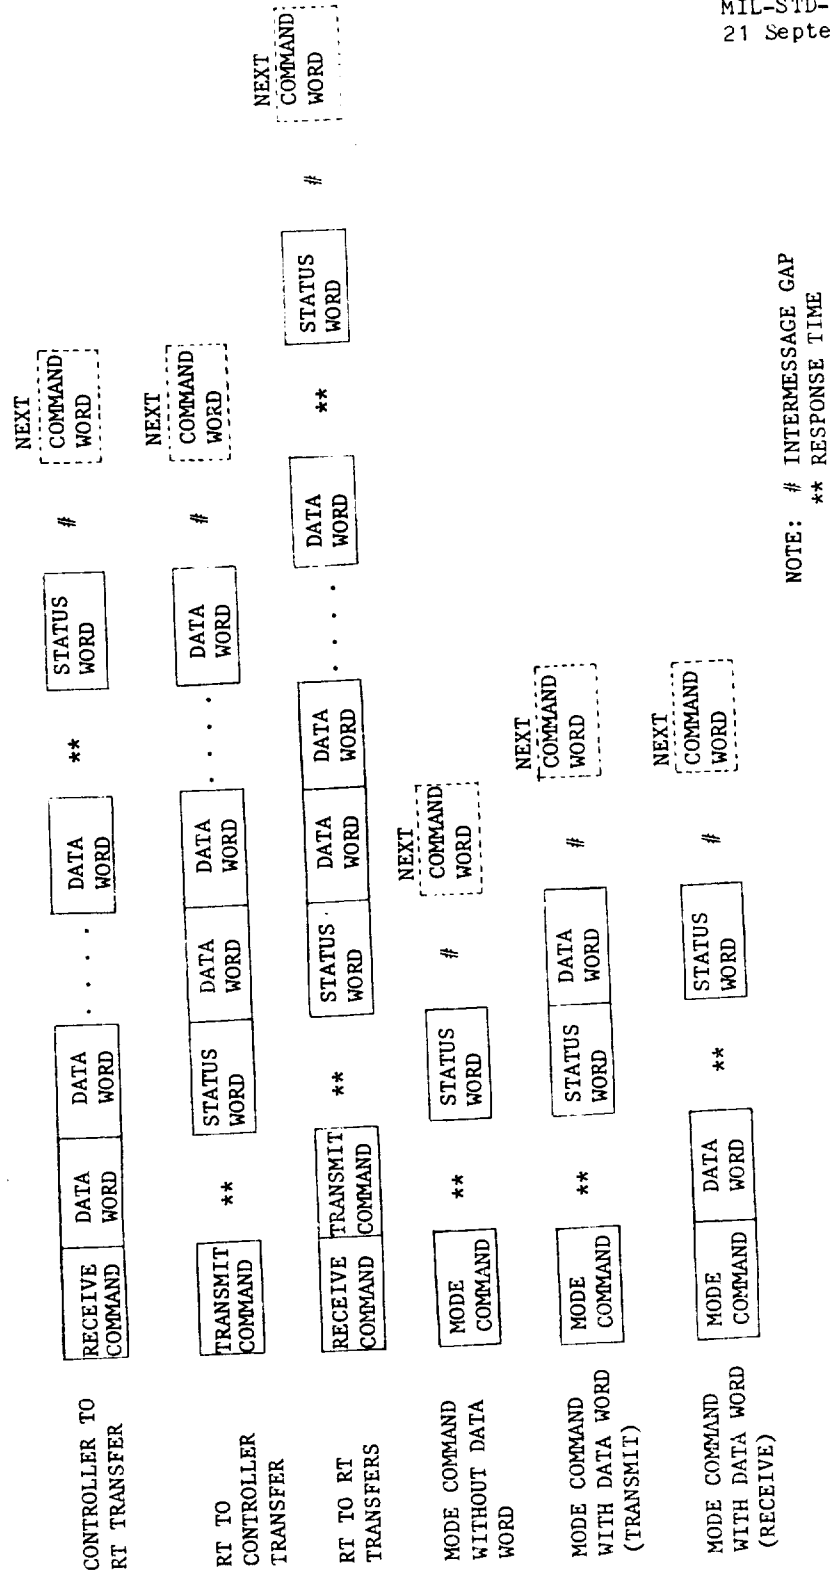 MIL-STD-
21 Septe
CONTROLLER TO
RT TRANSFER
RECEIVE
COMMAND
DATA
WORD
DATA
WORD
. . . .
DATA
WORD
**
STATUS
WORD
#
NEXT
COMMAND
WORD
RT TO
CONTROLLER
TRANSFER
TRANSMIT
COMMAND
**
STATUS
WORD
DATA
WORD
DATA
WORD
. . . .
DATA
WORD
#
NEXT
COMMAND
WORD
RT TO RT
TRANSFERS
RECEIVE
COMMAND
TRANSMIT
COMMAND
**
STATUS
WORD
DATA
WORD
DATA
WORD
. . . .
DATA
WORD
**
STATUS
WORD
#
NEXT
COMMAND
WORD
MODE COMMAND
WITHOUT DATA
WORD
MODE
COMMAND
**
STATUS
WORD
#
NEXT
COMMAND
WORD
MODE COMMAND
WITH DATA WORD
(TRANSMIT)
MODE
COMMAND
**
STATUS
WORD
DATA
WORD
#
NEXT
COMMAND
WORD
MODE COMMAND
WITH DATA WORD
(RECEIVE)
MODE
COMMAND
DATA
WORD
**
STATUS
WORD
#
NEXT
COMMAND
WORD
NOTE: # INTERMESSAGE GAP
** RESPONSE TIME